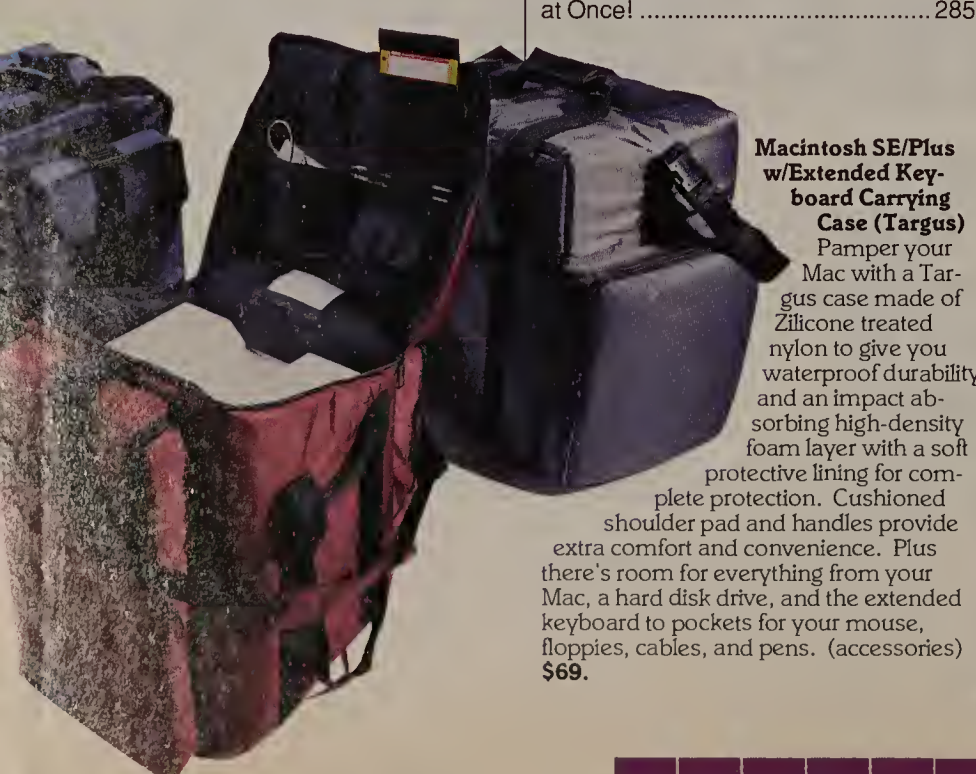 at Once! ........................................ 285
Macintosh SE/Plus
w/Extended Key-
board Carrying
Case (Targus)
Pamper your
Mac with a Tar-
gus case made of
Zilicone treated
nylon to give you
waterproof durability
and an impact ab-
sorbing high-density
foam layer with a soft
protective lining for com-
plete protection. Cushioned
shoulder pad and handles provide
extra comfort and convenience. Plus
there's room for everything from your
Mac, a hard disk drive, and the extended
keyboard to pockets for your mouse,
floppies, cables, and pens. (accessories)
$69.